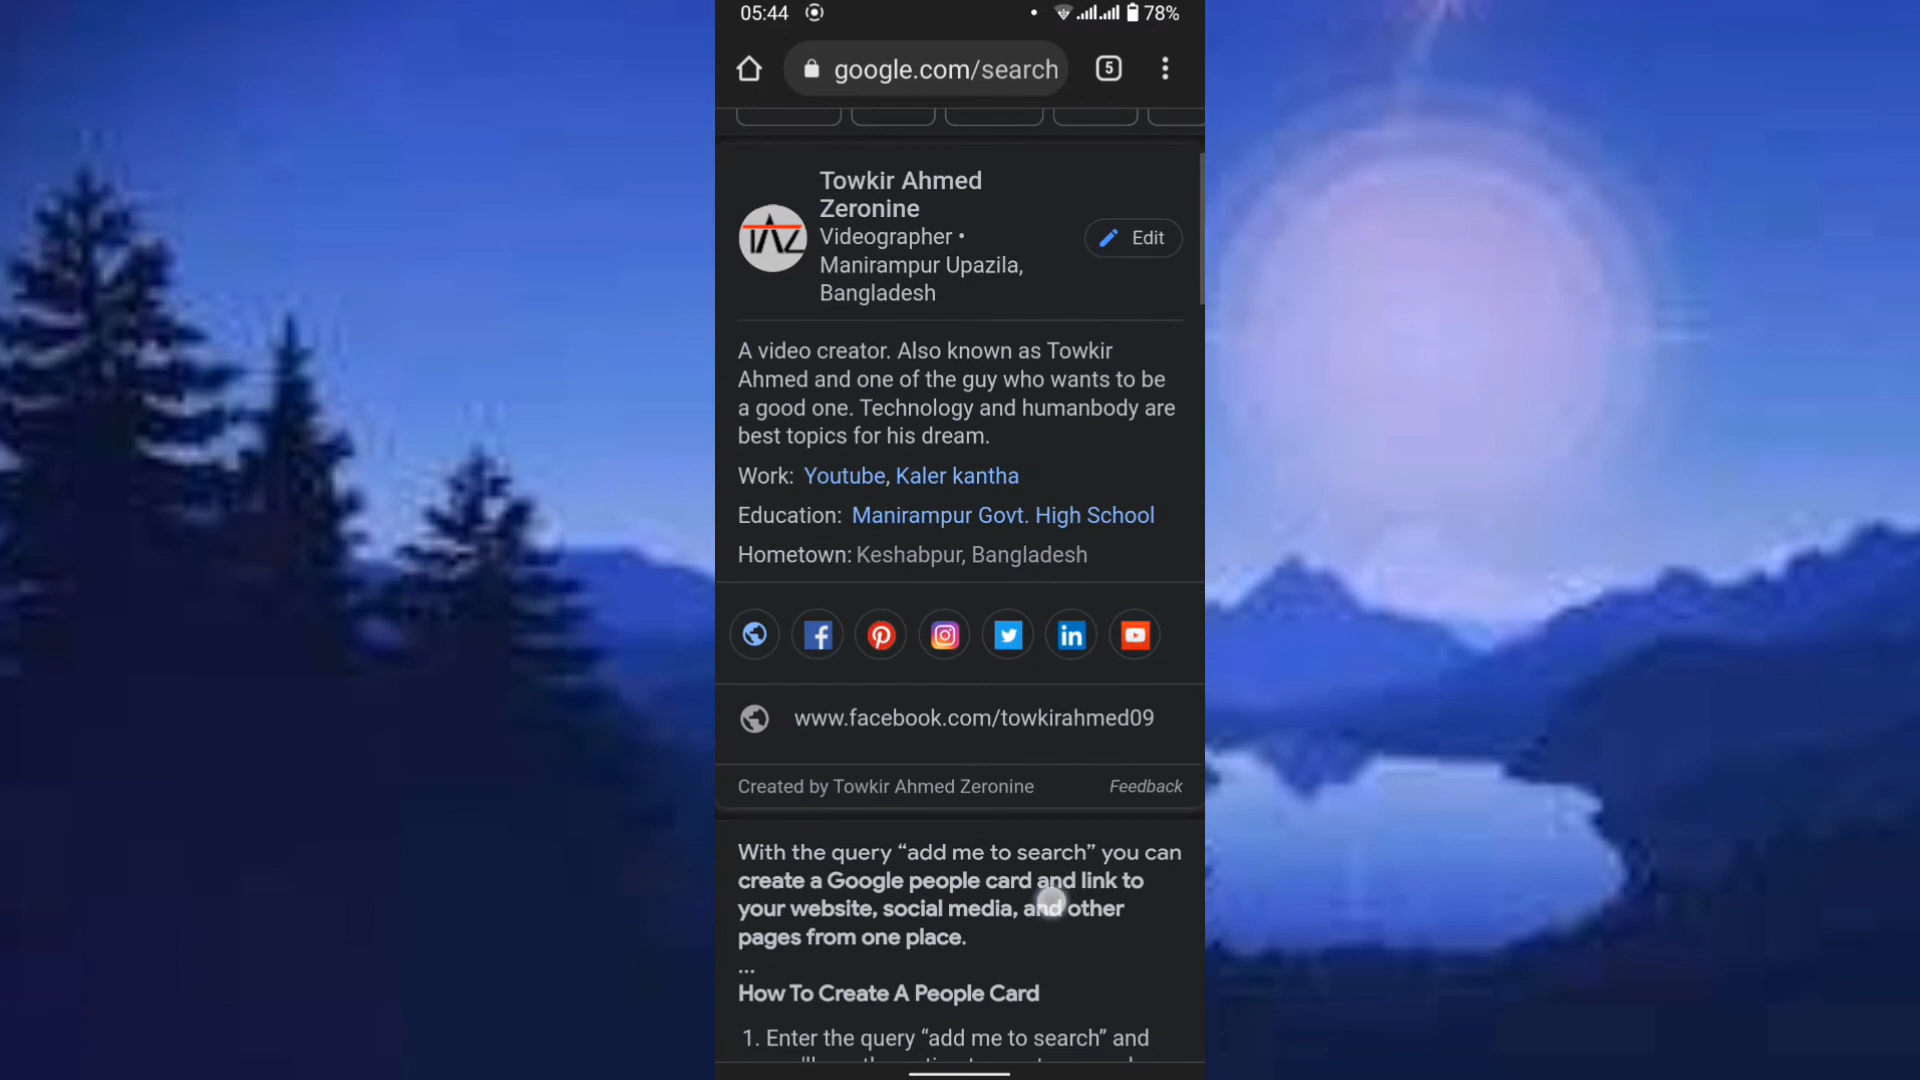 05:44
78%
google.com/search
5
Towkir Ahmed
Zeronine
Videographer •
Manirampur Upazila,
Bangladesh
TAZ
Edit
A video creator. Also known as Towkir
Ahmed and one of the guy who wants to be
a good one. Technology and humanbody are
best topics for his dream.
Work: Youtube, Kaler kantha
Education: Manirampur Govt. High School
Hometown: Keshabpur, Bangladesh
www.facebook.com/towkirahmed09
Created by Towkir Ahmed Zeronine
Feedback
With the query “add me to search” you can
create a Google people card and link to
your website, social media, and other
pages from one place.
...
How To Create A People Card
1. Enter the query “add me to search” and